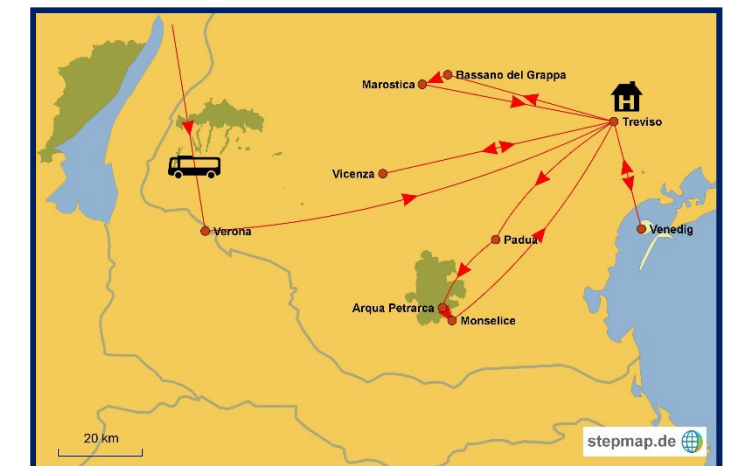 Bassano del Grappa
Marostica
H
Treviso
Vicenza
Verona
Padua
Venedig
Arqua Petrarca
Monselice
20 km
stepmap.de